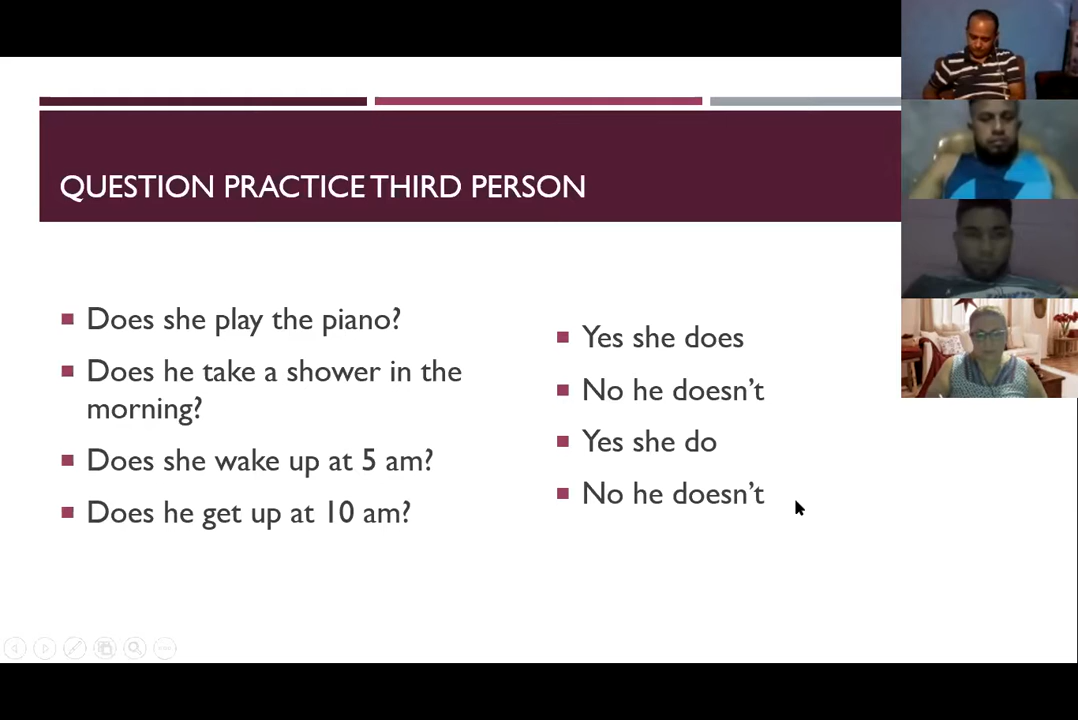 QUESTION PRACTICE THIRD PERSON
Does she play the piano?
Does he take a shower in the
morning?
Does she wake up at 5 am?
Does he get up at 10 am?
Yes she does
No he doesn’t
Yes she do
No he doesn’t